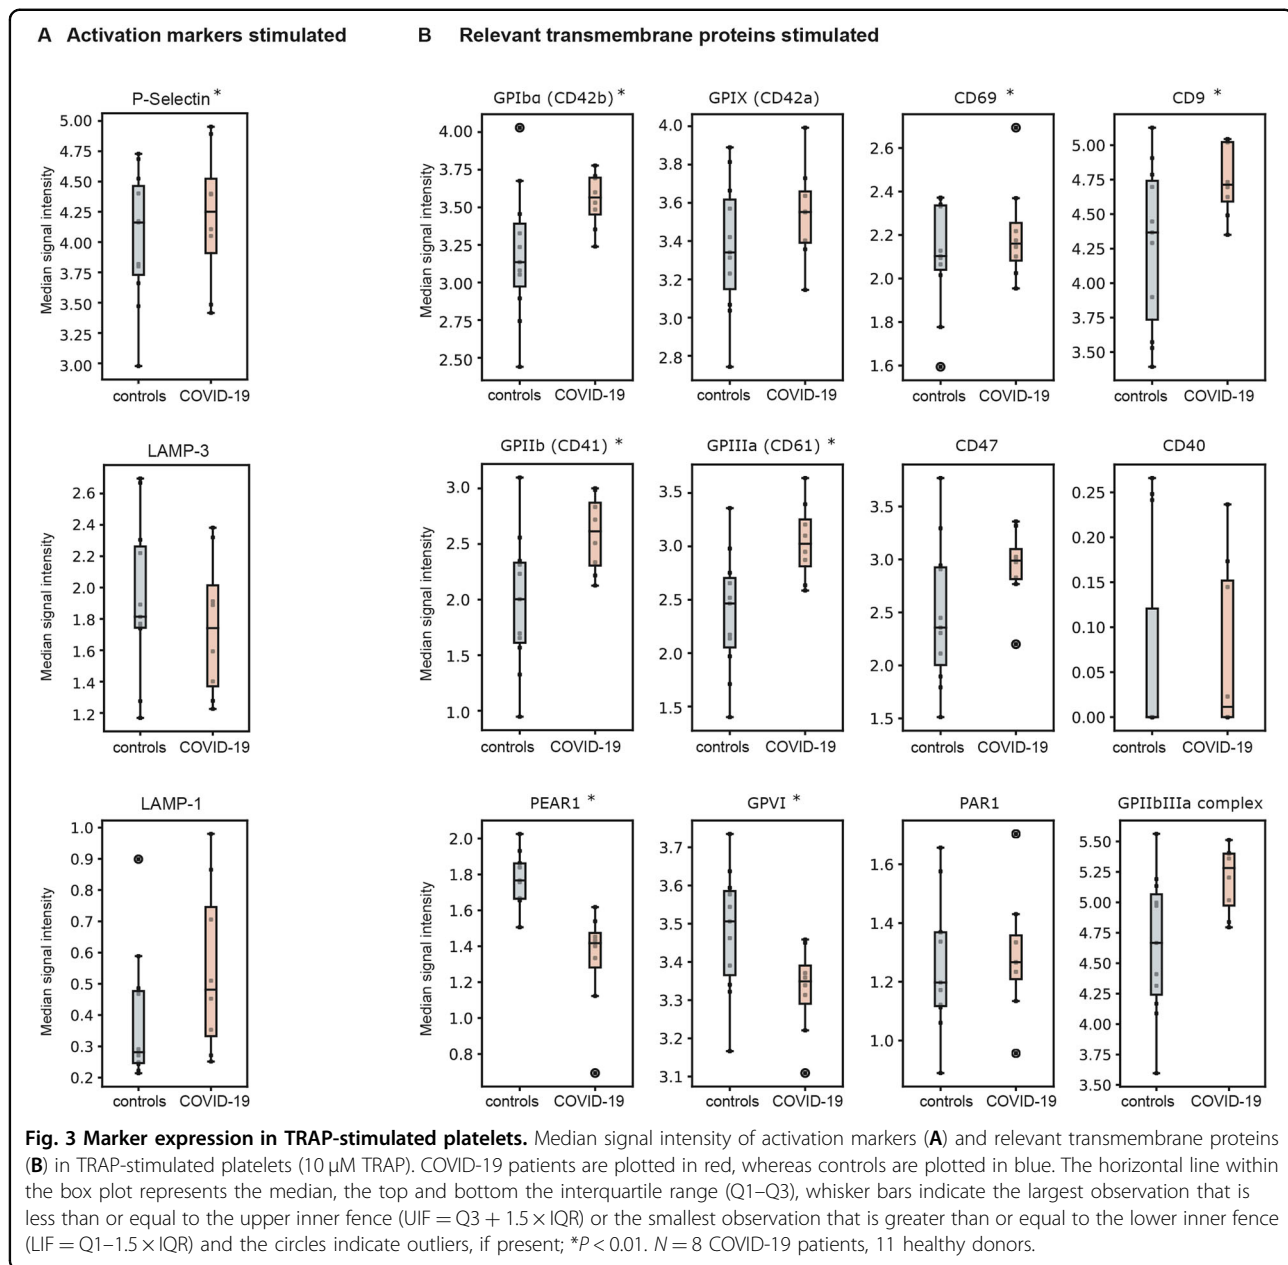 A Activation markers stimulated
B Relevant transmembrane proteins stimulated
P-Selectin *
Median signal intensity
5.00
4.75
4.50
4.25
4.00
3.75
3.50
3.25
3.00
controls COVID-19
GPIbα (CD42b) *
Median signal intensity
4.00
3.75
3.50
3.25
3.00
2.75
2.50
controls COVID-19
GPIX (CD42a)
4.0
3.8
3.6
3.4
3.2
3.0
2.8
controls COVID-19
CD69 *
2.6
2.4
2.2
2.0
1.8
1.6
controls COVID-19
CD9 *
5.00
4.75
4.50
4.25
4.00
3.75
3.50
controls COVID-19
LAMP-3
Median signal intensity
2.6
2.4
2.2
2.0
1.8
1.6
1.4
1.2
controls COVID-19
GPIIb (CD41) *
Median signal intensity
3.0
2.5
2.0
1.5
1.0
controls COVID-19
GPIIIa (CD61) *
3.5
3.0
2.5
2.0
1.5
controls COVID-19
CD47
3.5
3.0
2.5
2.0
1.5
controls COVID-19
CD40
0.25
0.20
0.15
0.10
0.05
0.00
controls COVID-19
LAMP-1
Median signal intensity
1.0
0.9
0.8
0.7
0.6
0.5
0.4
0.3
0.2
controls COVID-19
PEAR1 *
Median signal intensity
2.0
1.8
1.6
1.4
1.2
1.0
0.8
controls COVID-19
GPVI *
3.7
3.6
3.5
3.4
3.3
3.2
3.1
controls COVID-19
PAR1
1.6
1.4
1.2
1.0
controls COVID-19
GPIIbIIIa complex
5.50
5.25
5.00
4.75
4.50
4.25
4.00
3.75
3.50
controls COVID-19
Fig. 3 Marker expression in TRAP-stimulated platelets. Median signal intensity of activation markers (A) and relevant transmembrane proteins
(B) in TRAP-stimulated platelets (10 μM TRAP). COVID-19 patients are plotted in red, whereas controls are plotted in blue. The horizontal line within
the box plot represents the median, the top and bottom the interquartile range (Q1–Q3), whisker bars indicate the largest observation that is
less than or equal to the upper inner fence (UIF = Q3 + 1.5 × IQR) or the smallest observation that is greater than or equal to the lower inner fence
(LIF = Q1–1.5 × IQR) and the circles indicate outliers, if present; *P < 0.01. N = 8 COVID-19 patients, 11 healthy donors.